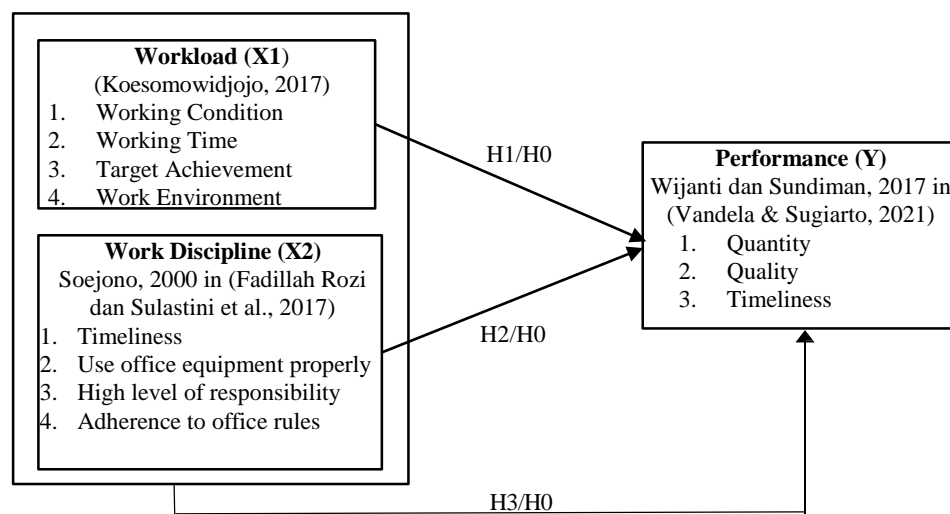 Workload (X1)
(Koesomowidjojo, 2017)
1. Working Condition
2. Working Time
3. Target Achievement
4. Work Environment
Work Discipline (X2)
Soejono, 2000 in (Fadillah Rozi
dan Sulastini et al., 2017)
1. Timeliness
2. Use office equipment properly
3. High level of responsibility
4. Adherence to office rules
H1/H0
H2/H0
Performance (Y)
Wijanti dan Sundiman, 2017 in
(Vandela & Sugiarto, 2021)
1. Quantity
2. Quality
3. Timeliness
H3/H0